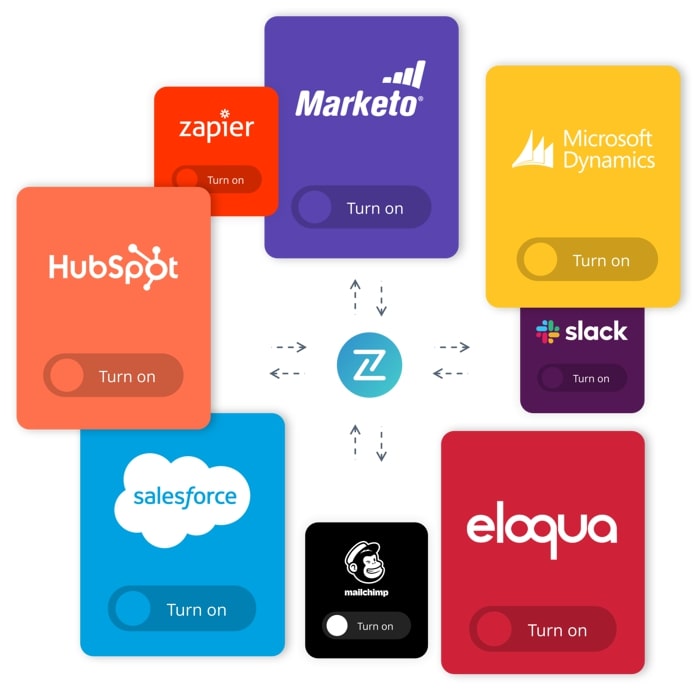 Marketo®
Turn on
zapier
Turn on
Microsoft
Dynamics
Turn on
HubSpot
Turn on
slack
Turn on
salesforce
Turn on
mailchimp
Turn on
eloqua
Turn on